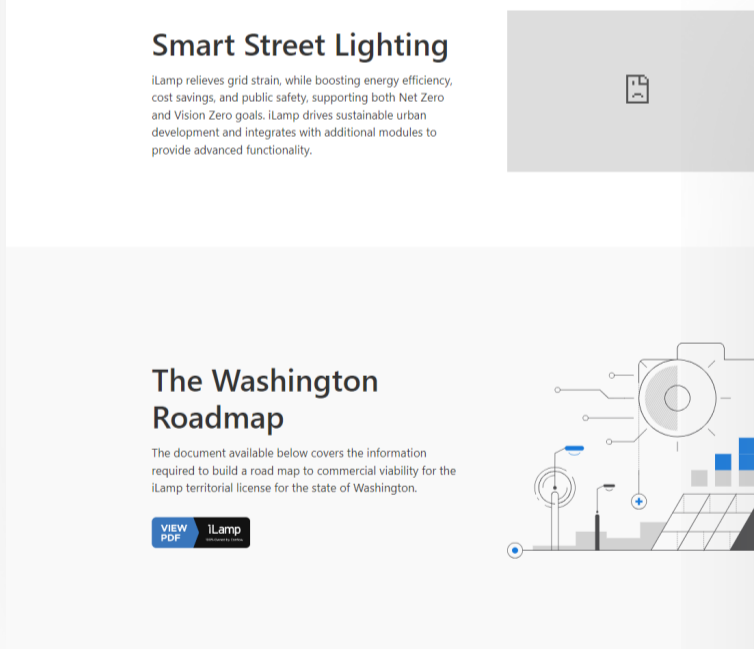 Smart Street Lighting
iLamp relieves grid strain, while boosting energy efficiency,
cost savings, and public safety, supporting both Net Zero
and Vision Zero goals. iLamp drives sustainable urban
development and integrates with additional modules to
provide advanced functionality.
The Washington
Roadmap
The document available below covers the information
required to build a road map to commercial viability for the
iLamp territorial license for the state of Washington.
VIEW
PDF
iLamp